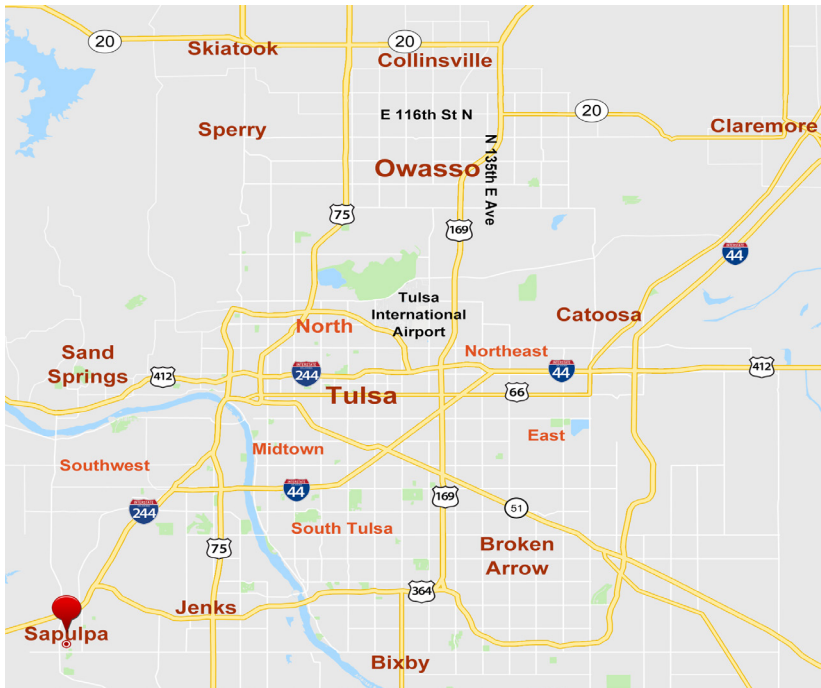 20
20
Skiatook
Collinsville
E 116th St N
20
Sperry
Claremore
N 135th E Ave
Owasso
75
169
44
Tulsa
International
Airport
Catoosa
North
Northeast
Sand
Springs
412
244
44
412
Tulsa
66
East
Midtown
Southwest
44
169
244
51
South Tulsa
75
Broken
Arrow
364
Jenks
Sapulpa
Bixby